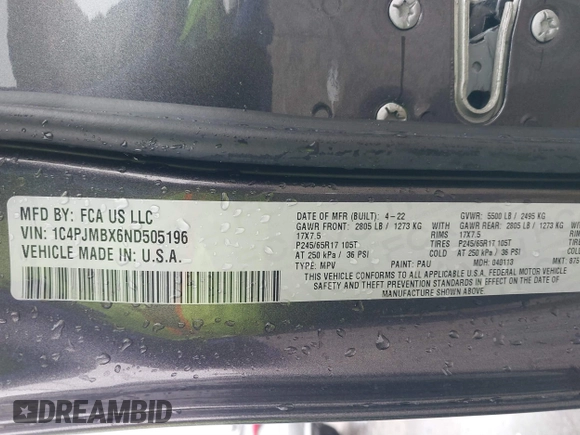 MFD BY: FCA US LLC
VIN: 1C4PJMBX6ND505196
VEHICLE MADE IN: U.S.A.
DATE OF MFR (BUILT): 4-22 GVWR: 5500 LB / 2495 KG
GAWR FRONT: 2805 LB / 1273 KG WITH GAWR REAR: 2805 LB / 1273 KG
17X7.5 RIMS 17X7.5
P245/65R17 105T TIRES P245/65R17 105T
AT 250 kPa / 36 PSI AT 250 kPa / 36 PSI
TYPE: MPV PAINT: PAU MDH: 040113 MKT: 875
THIS VEHICLE CONFORMS TO ALL APPLICABLE U.S.A. FEDERAL MOTOR VEHICLE
SAFETY AND THEFT PREVENTION STANDARDS IN EFFECT ON THE DATE OF
MANUFACTURE SHOWN ABOVE.
DREAMBID